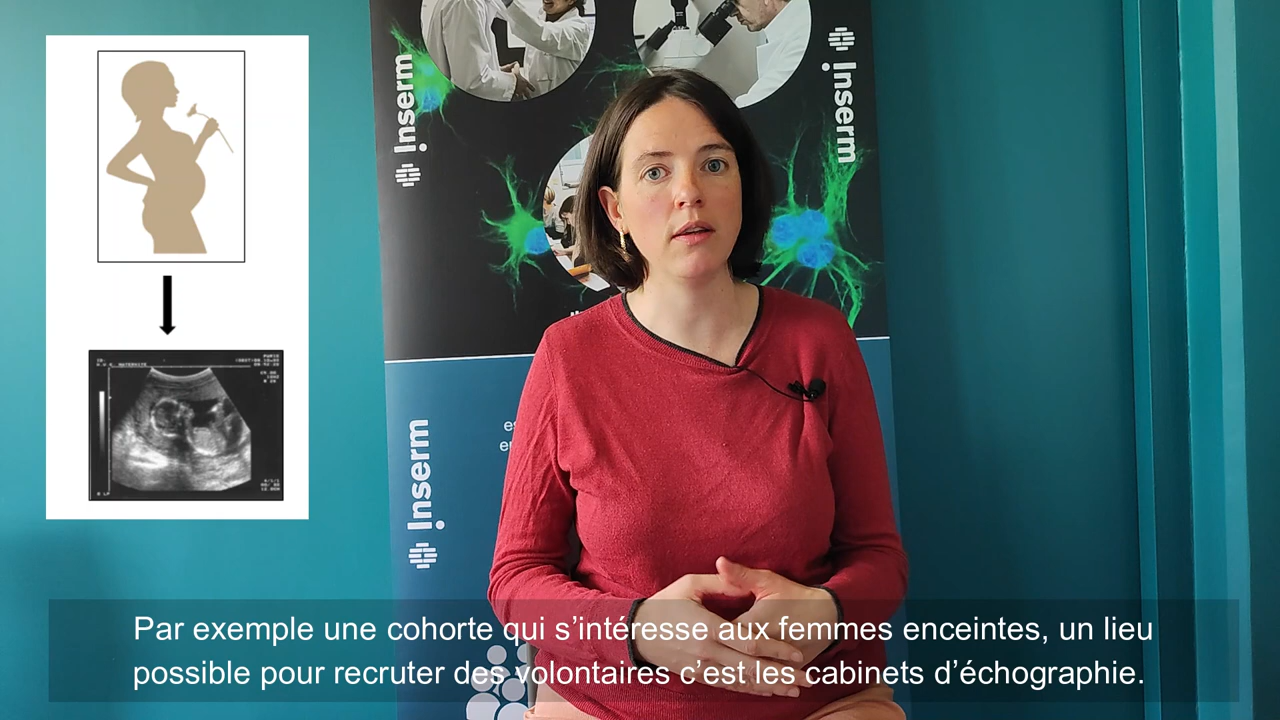 Inserm
Inserm
Inserm
Par exemple une cohorte qui s’intéresse aux femmes enceintes, un lieu
possible pour recruter des volontaires c’est les cabinets d’échographie.